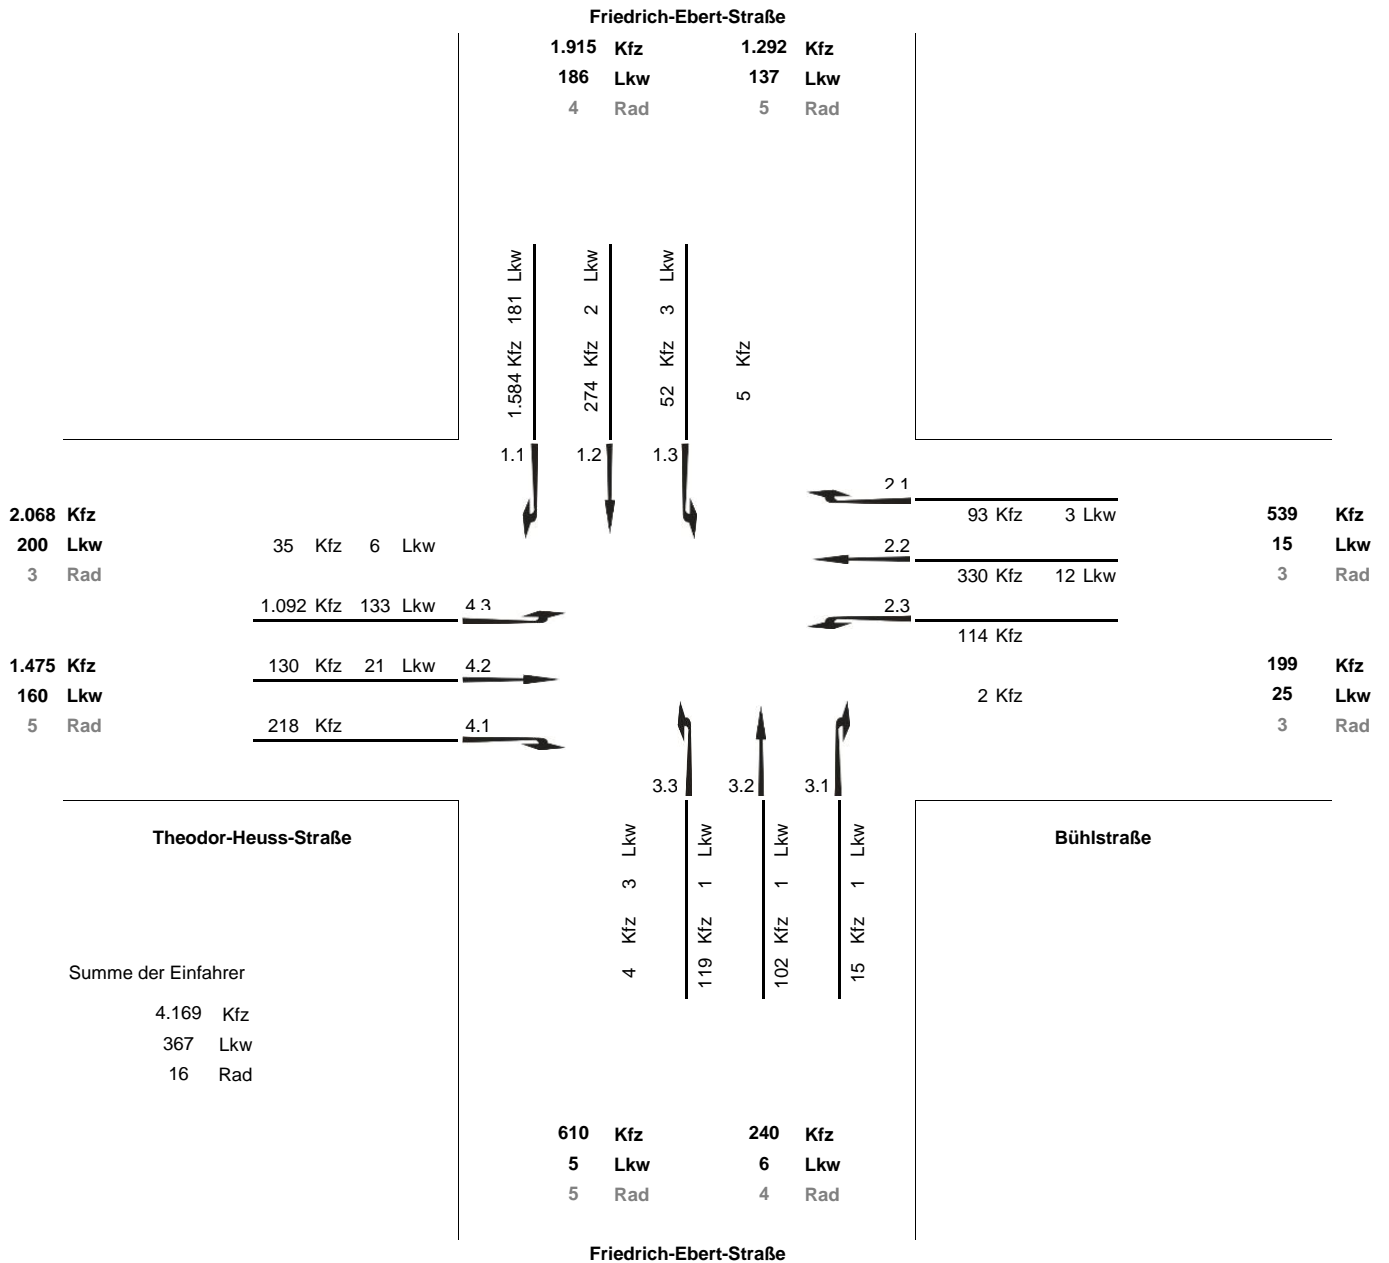 Friedrich-Ebert-Straße
1.915 Kfz 1.292 Kfz
186 Lkw 137 Lkw
4 Rad 5 Rad
1.584 Kfz 181 Lkw
274 Kfz 2 Lkw
52 Kfz 3 Lkw
5 Kfz
1.1 1.2 1.3
2.1
93 Kfz 3 Lkw
2.2
330 Kfz 12 Lkw
2.3
114 Kfz
2 Kfz
2.068 Kfz
200 Lkw
3 Rad
35 Kfz 6 Lkw
1.092 Kfz 133 Lkw 4.3
130 Kfz 21 Lkw 4.2
218 Kfz 4.1
1.475 Kfz
160 Lkw
5 Rad
539 Kfz
15 Lkw
3 Rad
199 Kfz
25 Lkw
3 Rad
3.3 3.2 3.1
4 Kfz 3 Lkw
119 Kfz 1 Lkw
102 Kfz 1 Lkw
15 Kfz 1 Lkw
Theodor-Heuss-Straße
Bühlstraße
Summe der Einfahrer
4.169 Kfz
367 Lkw
16 Rad
610 Kfz 240 Kfz
5 Lkw 6 Lkw
5 Rad 4 Rad
Friedrich-Ebert-Straße